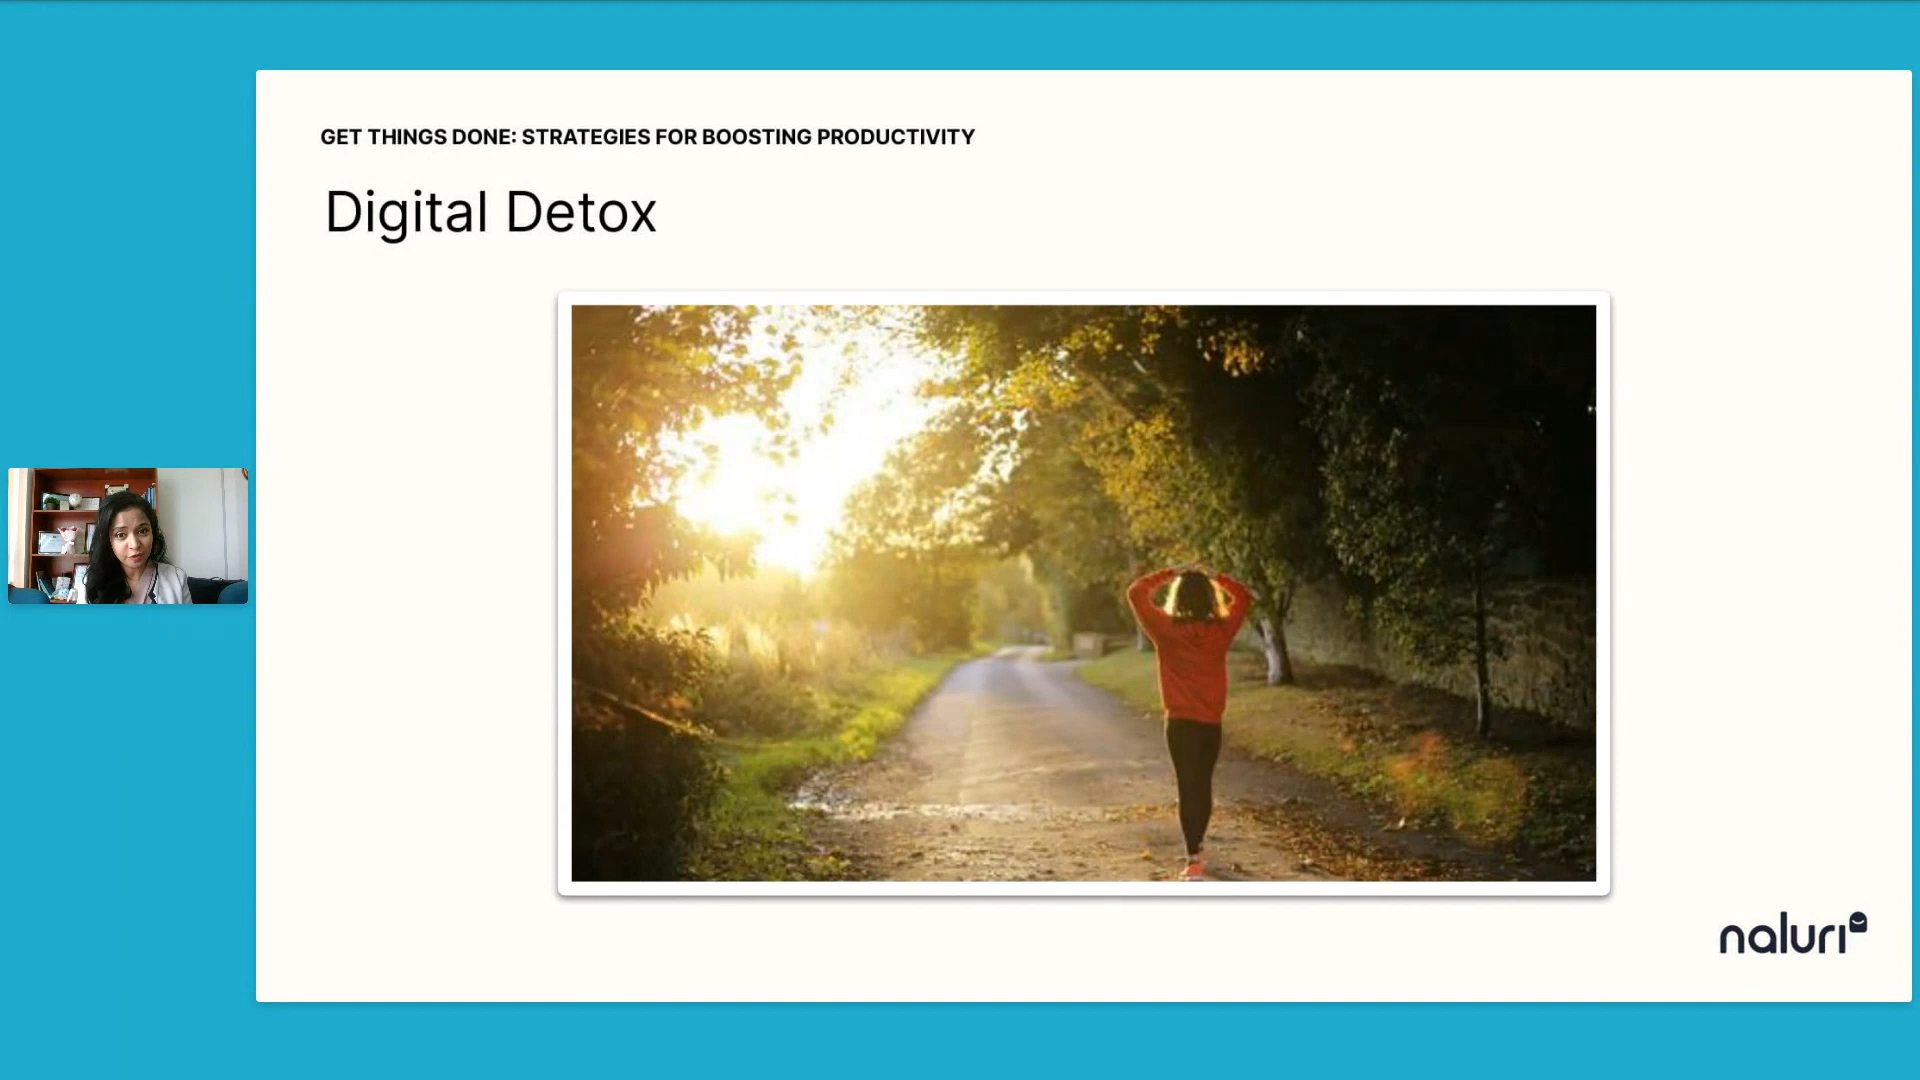 GET THINGS DONE: STRATEGIES FOR BOOSTING PRODUCTIVITY
Digital Detox
naluri